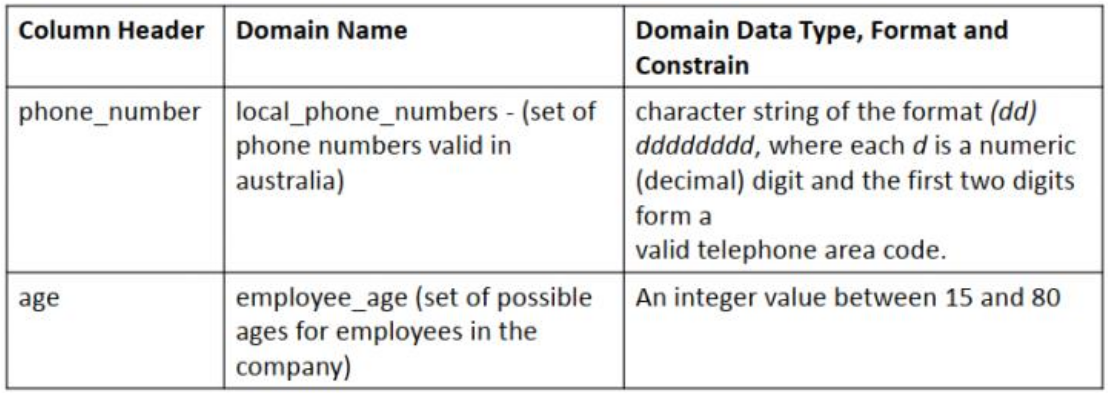 Column Header
Domain Name
Domain Data Type, Format and
Constrain
phone_number
local_phone_numbers - (set of
phone numbers valid in
australia)
character string of the format (dd)
dddddddd, where each d is a numeric
(decimal) digit and the first two digits
form a
valid telephone area code.
age
employee_age (set of possible
ages for employees in the
company)
An integer value between 15 and 80